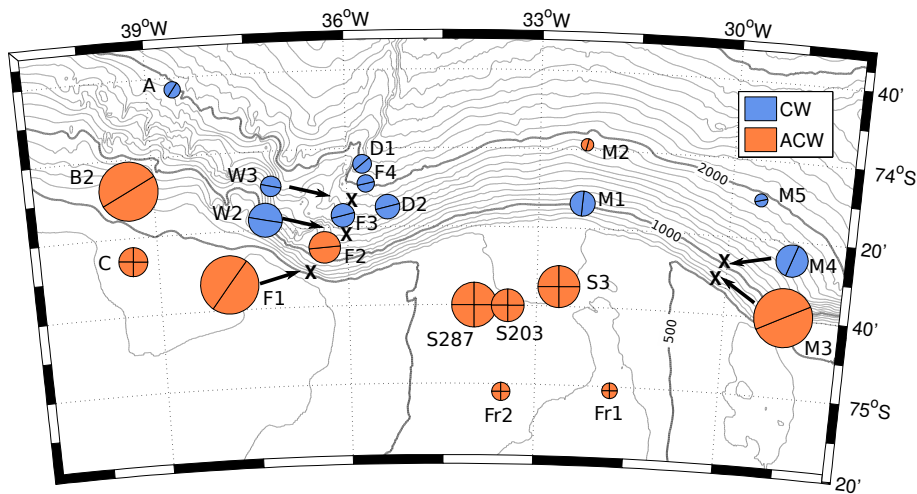 39°W
36°W
33°W
30°W
A
CW
ACW
40'
D1
M2
F4
B2
W3
2000
74°S
W2
F3
D2
M1
M5
1000
F2
C
20'
X
X
X
X
X
M4
F1
S3
S287
S203
500
40'
M3
Fr2
Fr1
75°S
20'